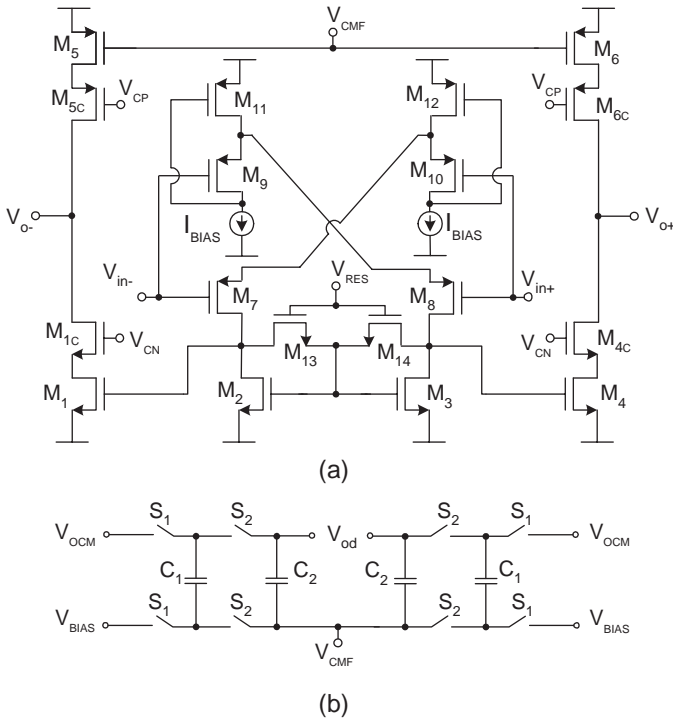 V_CMF
M_5
M_6
M_5C
V_CP
M_11
M_12
V_CP
M_6C
M_9
M_10
V_o-
I_BIAS
I_BIAS
V_o+
V_in-
M_7
V_RES
M_8
V_in+
M_1C
V_CN
M_13
M_14
V_CN
M_4C
M_1
M_2
M_3
M_4
(a)
V_OCM
S_1
S_2
V_od
S_2
S_1
V_OCM
C_1
C_2
C_2
C_1
V_BIAS
S_1
S_2
S_2
S_1
V_BIAS
V_CMF
(b)